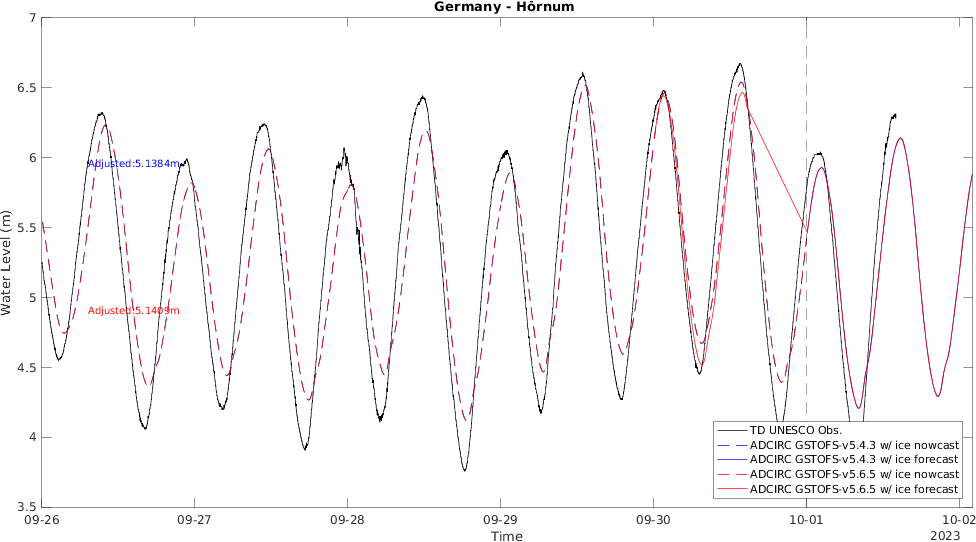 Germany - Hörnum
7
6.5
6
5.5
5
4.5
4
3.5
Water Level (m)
Adjusted:5.1384m
Adjusted:5.1409m
TD UNESCO Obs.
ADCIRC GSTOFS-v5.4.3 w/ ice nowcast
ADCIRC GSTOFS-v5.4.3 w/ ice forecast
ADCIRC GSTOFS-v5.6.5 w/ ice nowcast
ADCIRC GSTOFS-v5.6.5 w/ ice forecast
09-26 09-27 09-28 09-29 09-30 10-01 10-02
Time
2023